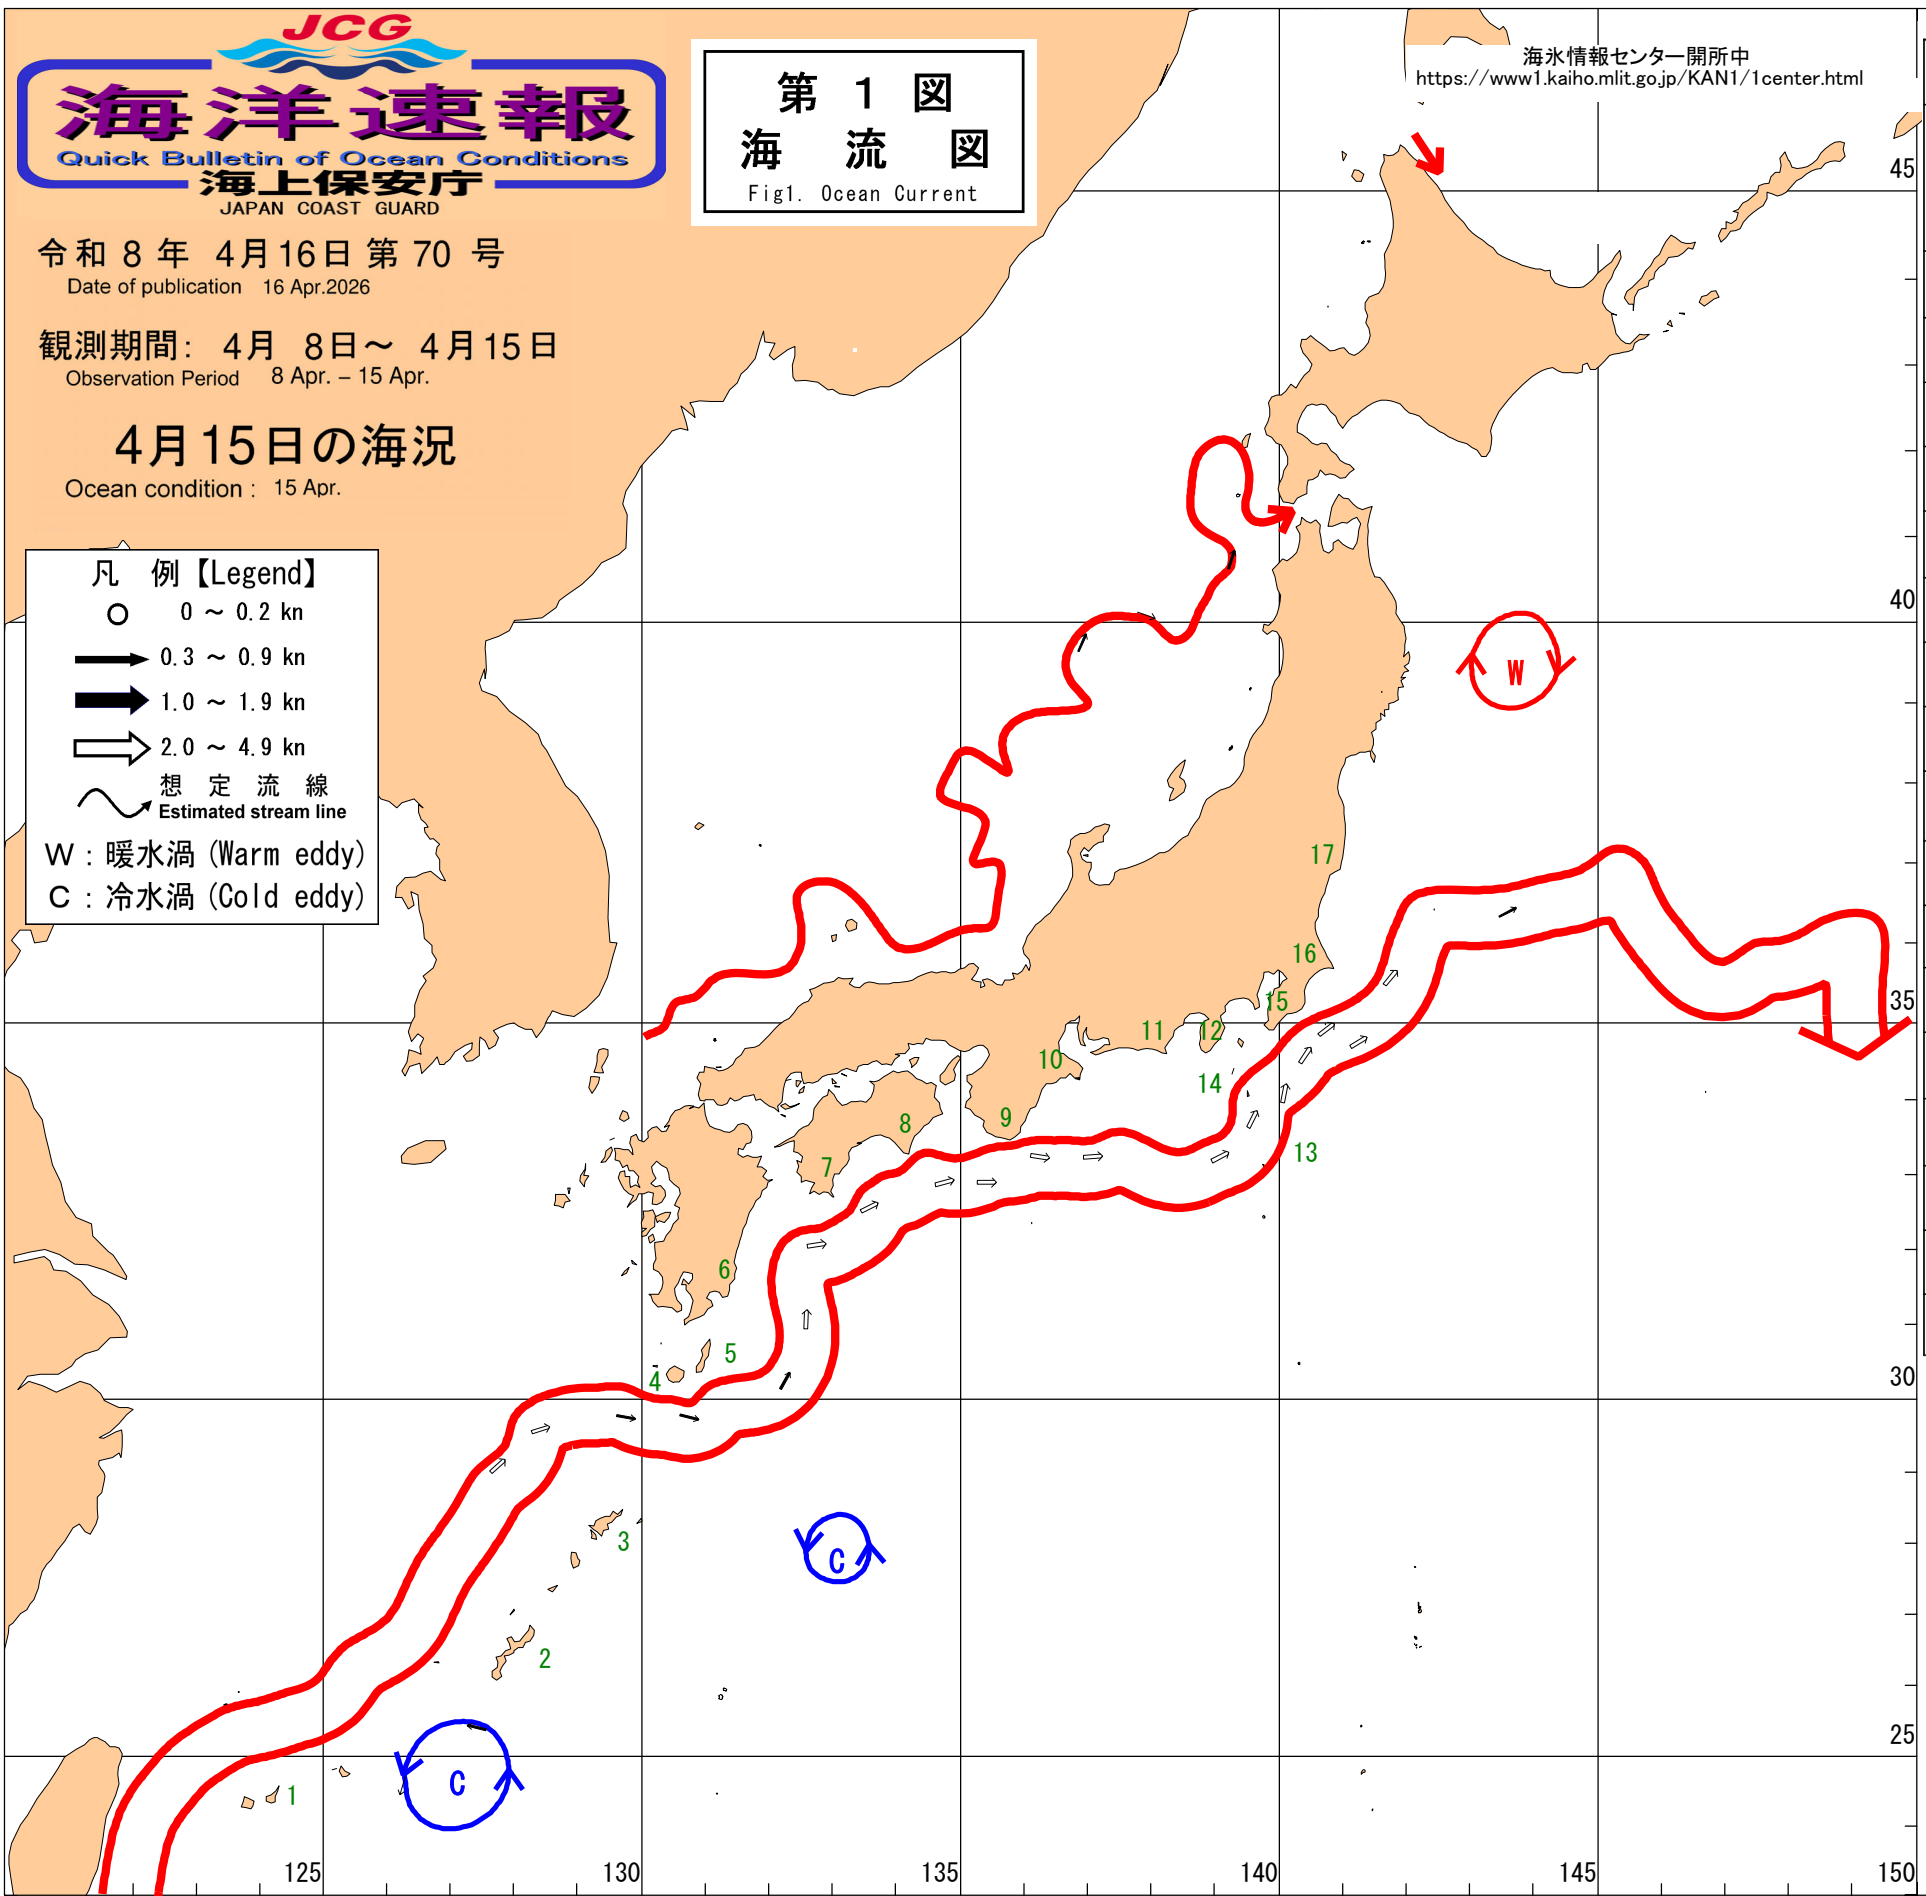 JCG
海洋速報
Quick Bulletin of Ocean Conditions
海上保安庁
JAPAN COAST GUARD
令和 8 年 4月16日 第 70 号
Date of publication 16 Apr.2026
観測期間: 4月 8日～ 4月15日
Observation Period 8 Apr. – 15 Apr.
4月15日の海況
Ocean condition : 15 Apr.
第 1 図
海 流 図
Fig1. Ocean Current
海氷情報センター開所中
https://www1.kaiho.mlit.go.jp/KAN1/1center.html
凡 例【Legend】
0 ～ 0.2 kn
0.3 ～ 0.9 kn
1.0 ～ 1.9 kn
2.0 ～ 4.9 kn
想 定 流 線
Estimated stream line
W : 暖水渦 (Warm eddy)
C : 冷水渦 (Cold eddy)
45
40
W
17
16
35
15
11
12
10
14
9
8
13
7
6
5
30
4
3
C
2
25
C
1
125
130
135
140
145
150